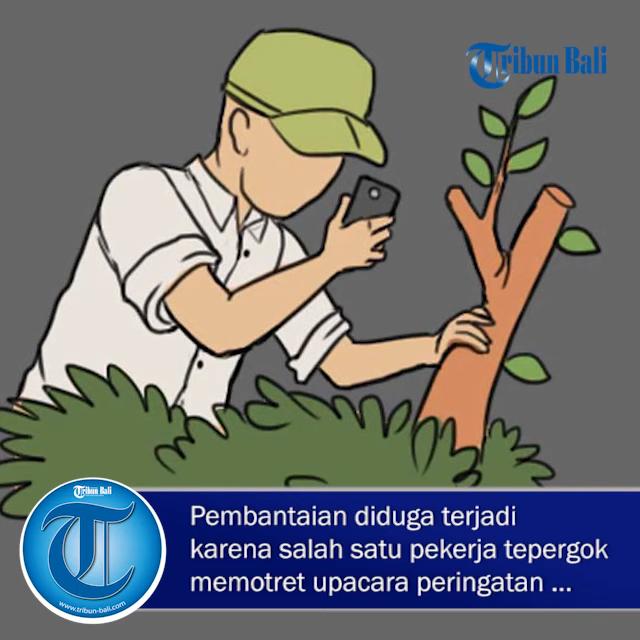 Tribun Bali
Tribun Bali
T
www.tribun-bali.com
Pembantaian diduga terjadi
karena salah satu pekerja tepergok
memotret upacara peringatan ...